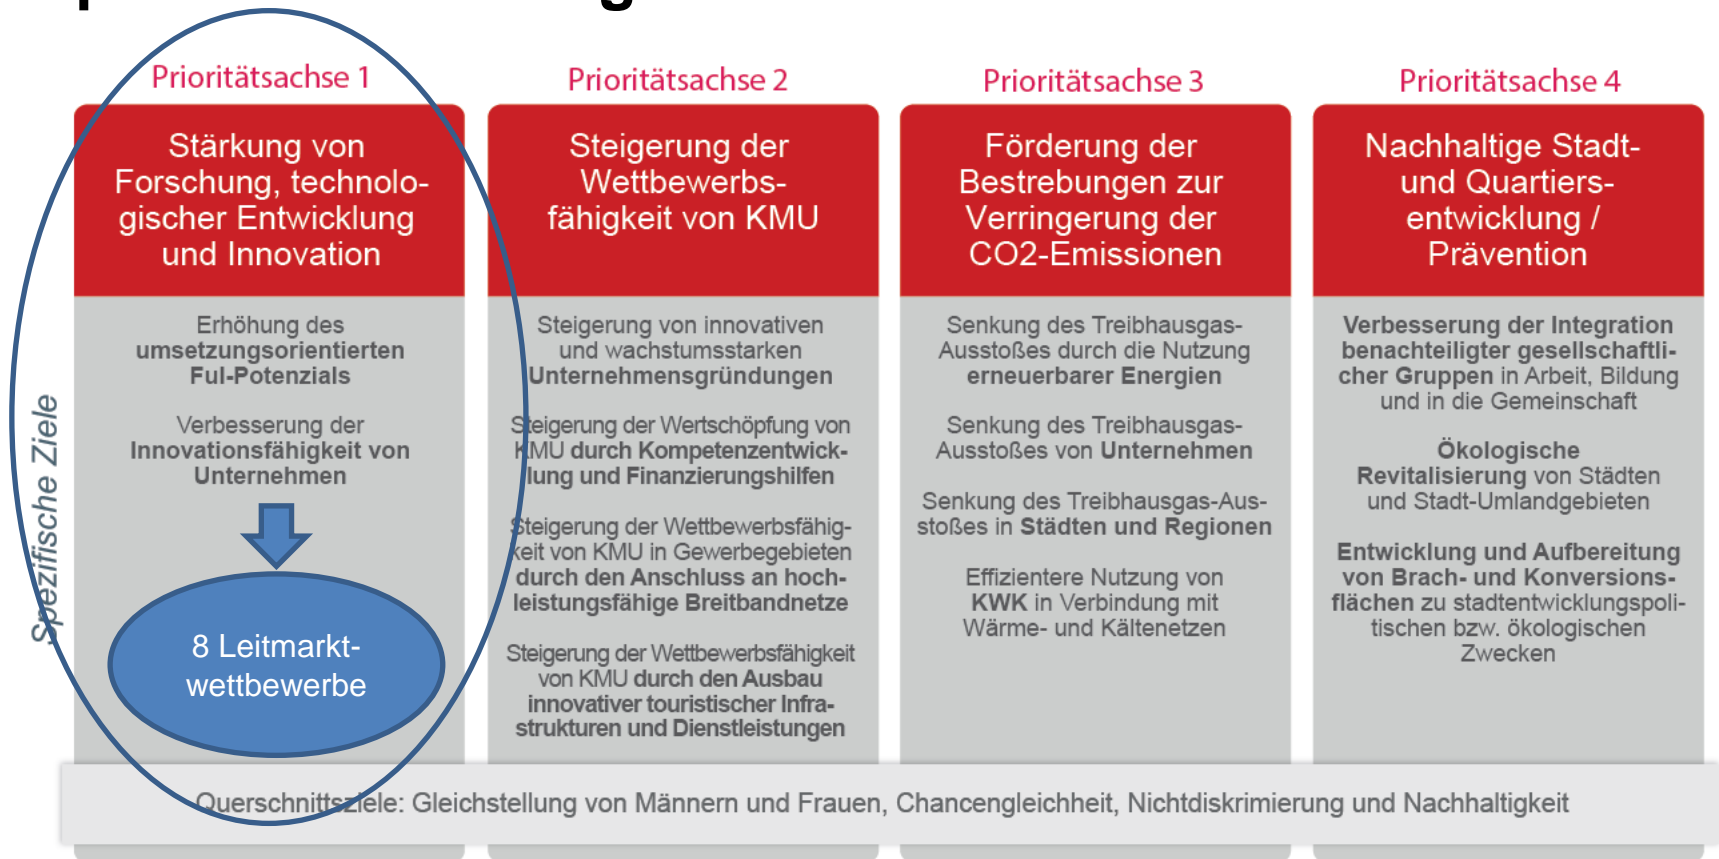 Prioritätsachse 1
Stärkung von
Forschung, technolo-
gischer Entwicklung
und Innovation
Erhöhung des
umsetzungsorientierten
FuI-Potenzials
Verbesserung der
Innovationsfähigkeit von
Unternehmen
8 Leitmarkt-
wettbewerbe
Prioritätsachse 2
Steigerung der
Wettbewerbs-
fähigkeit von KMU
Steigerung von innovativen
und wachstumsstarken
Unternehmensgründungen
Steigerung der Wertschöpfung von
KMU durch Kompetenzentwick-
lung und Finanzierungshilfen
Steigerung der Wettbewerbsfähig-
keit von KMU in Gewerbegebieten
durch den Anschluss an hoch-
leistungsfähige Breitbandnetze
Steigerung der Wettbewerbsfähigkeit
von KMU durch den Ausbau
innovativer touristischer Infra-
strukturen und Dienstleistungen
Prioritätsachse 3
Förderung der
Bestrebungen zur
Verringerung der
CO2-Emissionen
Senkung des Treibhausgas-
Ausstoßes durch die Nutzung
erneuerbarer Energien
Senkung des Treibhausgas-
Ausstoßes von Unternehmen
Senkung des Treibhausgas-Aus-
stoßes in Städten und Regionen
Effizientere Nutzung von
KWK in Verbindung mit
Wärme- und Kältenetzen
Prioritätsachse 4
Nachhaltige Stadt-
und Quartiers-
entwicklung /
Prävention
Verbesserung der Integration
benachteiligter gesellschaftli-
cher Gruppen in Arbeit, Bildung
und in die Gemeinschaft
Ökologische
Revitalisierung von Städten
und Stadt-Umlandgebieten
Entwicklung und Aufbereitung
von Brach- und Konversions-
flächen zu stadtentwicklungspoli-
tischen bzw. ökologischen
Zwecken
Spezifische Ziele
Querschnittsziele: Gleichstellung von Männern und Frauen, Chancengleichheit, Nichtdiskrimierung und Nachhaltigkeit